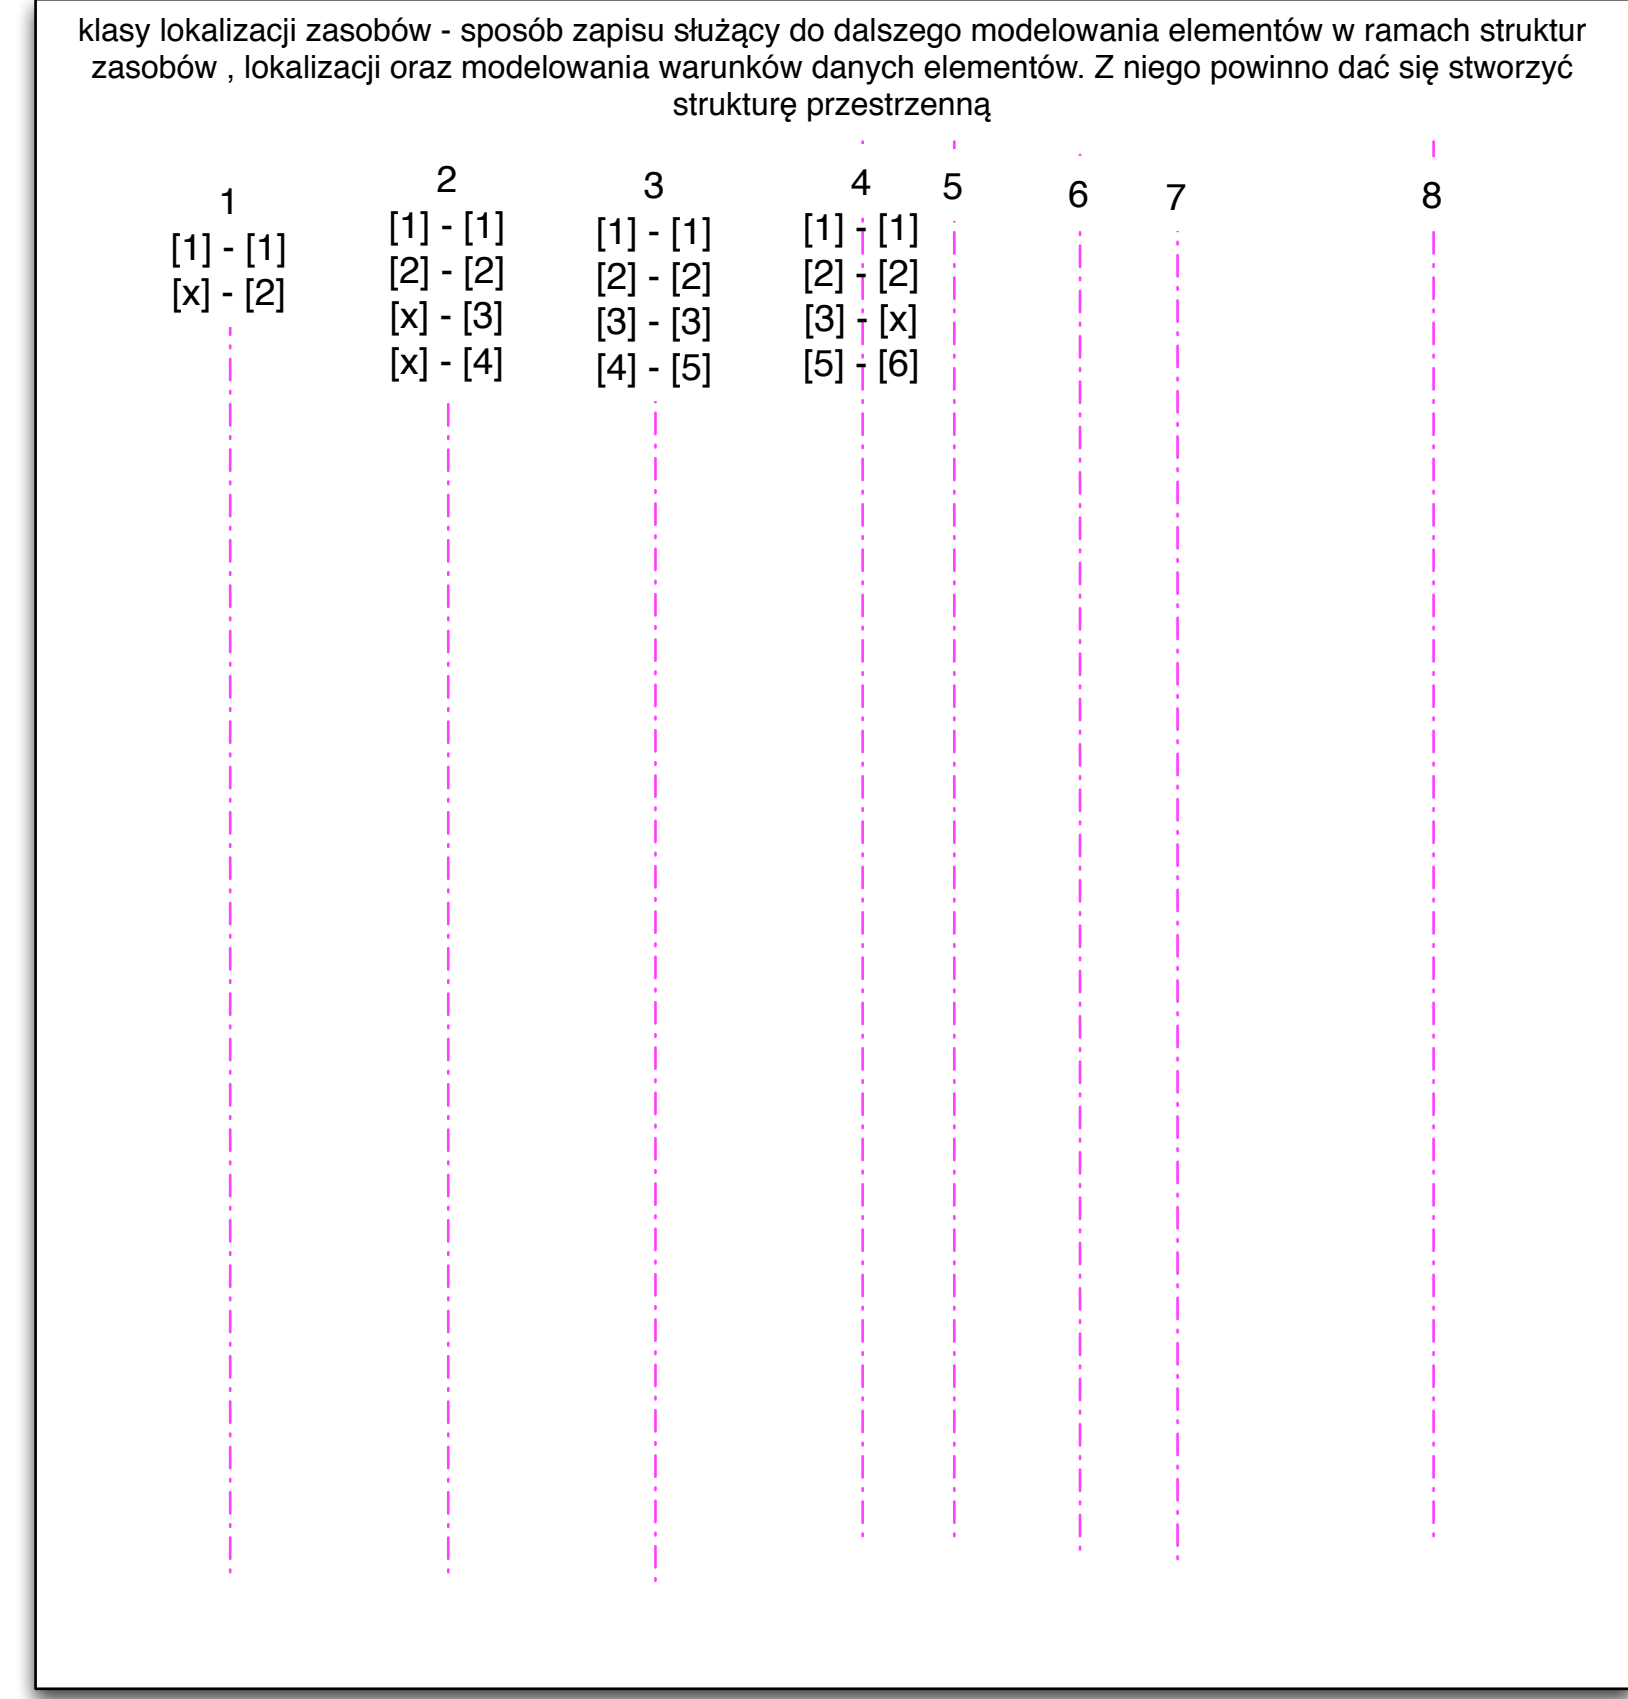 klasy lokalizacji zasobów - sposób zapisu służący do dalszego modelowania elementów w ramach struktur
zasobów , lokalizacji oraz modelowania warunków danych elementów. Z niego powinno dać się stworzyć
strukturę przestrzenną
1
[1] - [1]
[x] - [2]
2
[1] - [1]
[2] - [2]
[x] - [3]
[x] - [4]
3
[1] - [1]
[2] - [2]
[3] - [3]
[4] - [5]
4
[1] - [1]
[2] - [2]
[3] - [x]
[5] - [6]
5
6
7
8